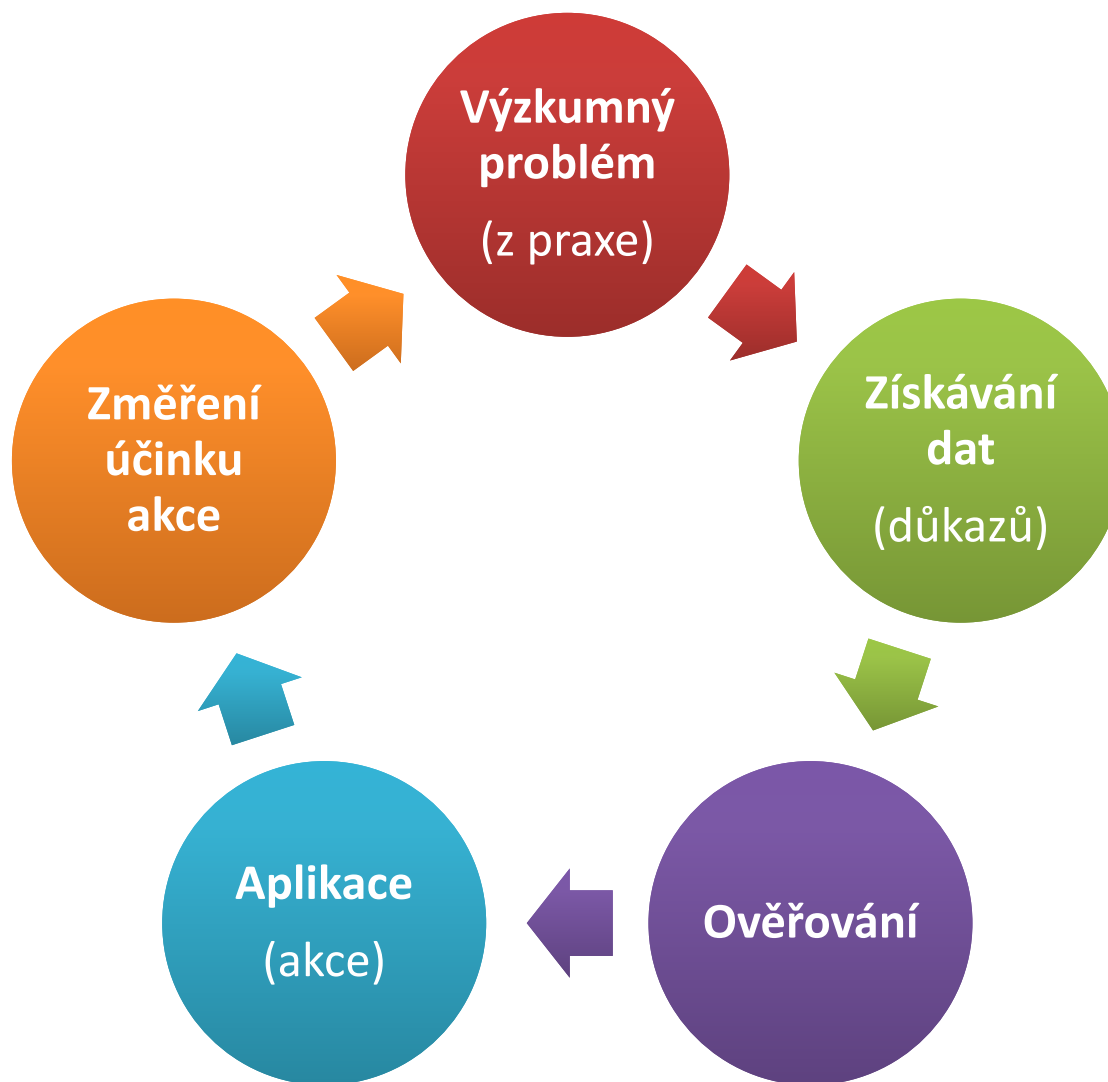 Výzkumný
problém
(z praxe)
Získávání
dat
(důkazů)
Ověřování
Aplikace
(akce)
Změření
účinku
akce